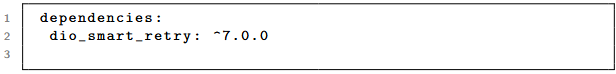 1 dependencies:
2  dio_smart_retry: ^7.0.0
3